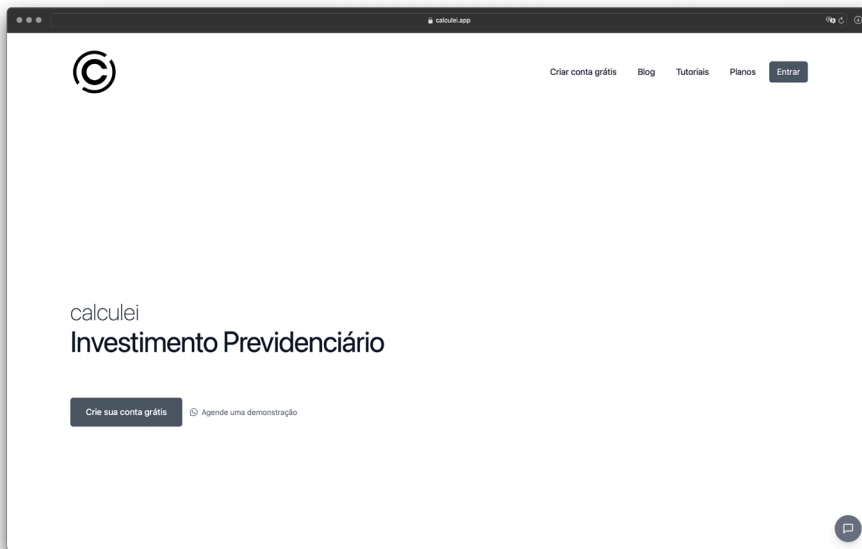 calculei.app
Criar conta grátis Blog Tutoriais Planos Entrar
calculei
Investimento Previdenciário
Crie sua conta grátis Agende uma demonstração